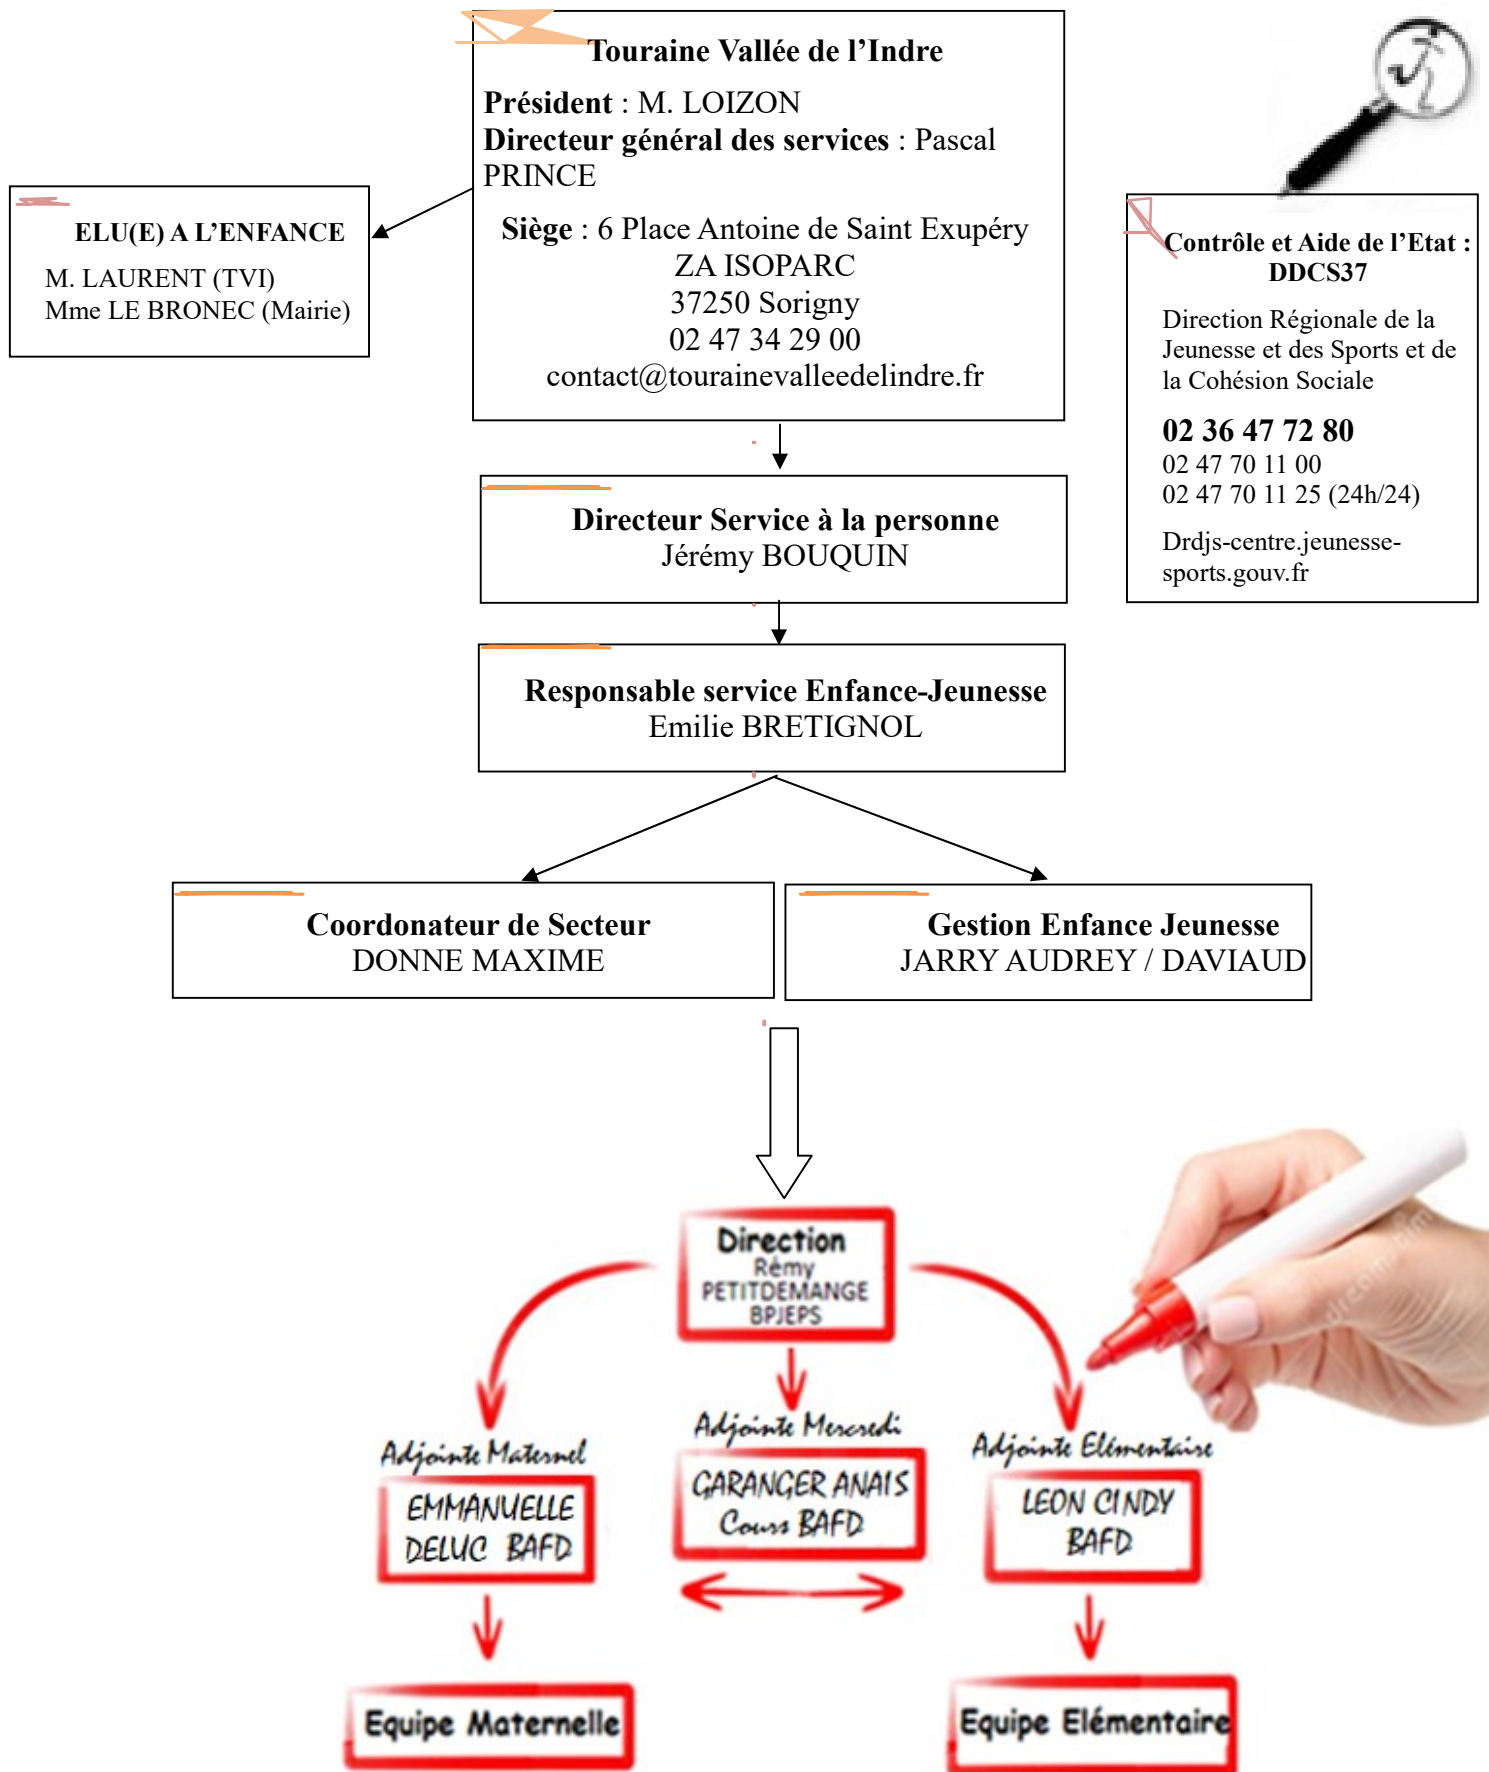 Touraine Vallée de l’Indre
Président : M. LOIZON
Directeur général des services : Pascal
PRINCE
Siège : 6 Place Antoine de Saint Exupéry
ZA ISOPARC
37250 Sorigny
02 47 34 29 00
contact@tourainevalleedelindre.fr
ELU(E) A L’ENFANCE
M. LAURENT (TVI)
Mme LE BRONEC (Mairie)
Contrôle et Aide de l’Etat :
DDCS37
Direction Régionale de la
Jeunesse et des Sports et de
la Cohésion Sociale
02 36 47 72 80
02 47 70 11 00
02 47 70 11 25 (24h/24)
Drdjs-centre.jeunesse-
sports.gouv.fr
Directeur Service à la personne
Jérémy BOUQUIN
Responsable service Enfance-Jeunesse
Emilie BRETIGNOL
Coordonateur de Secteur
DONNE MAXIME
Gestion Enfance Jeunesse
JARRY AUDREY / DAVIAUD
Direction
Rémy
PETITDEMANGE
BPJEPS
Adjointe Maternel
EMMANUELLE
DELUC BAFD
Adjointe Mercredi
GARANGER ANAIS
Cours BAFD
Adjointe Elémentaire
LEON CINDY
BAFD
Equipe Maternelle
Equipe Elémentaire